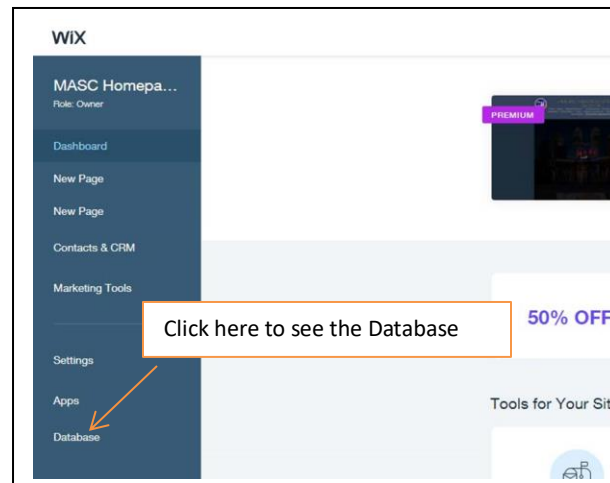 WiX
MASC Homepa...
Role: Owner
PREMIUM
Dashboard
New Page
New Page
Contacts & CRM
Marketing Tools
Click here to see the Database
50% OFF
Settings
Apps
Tools for Your Sit
Database